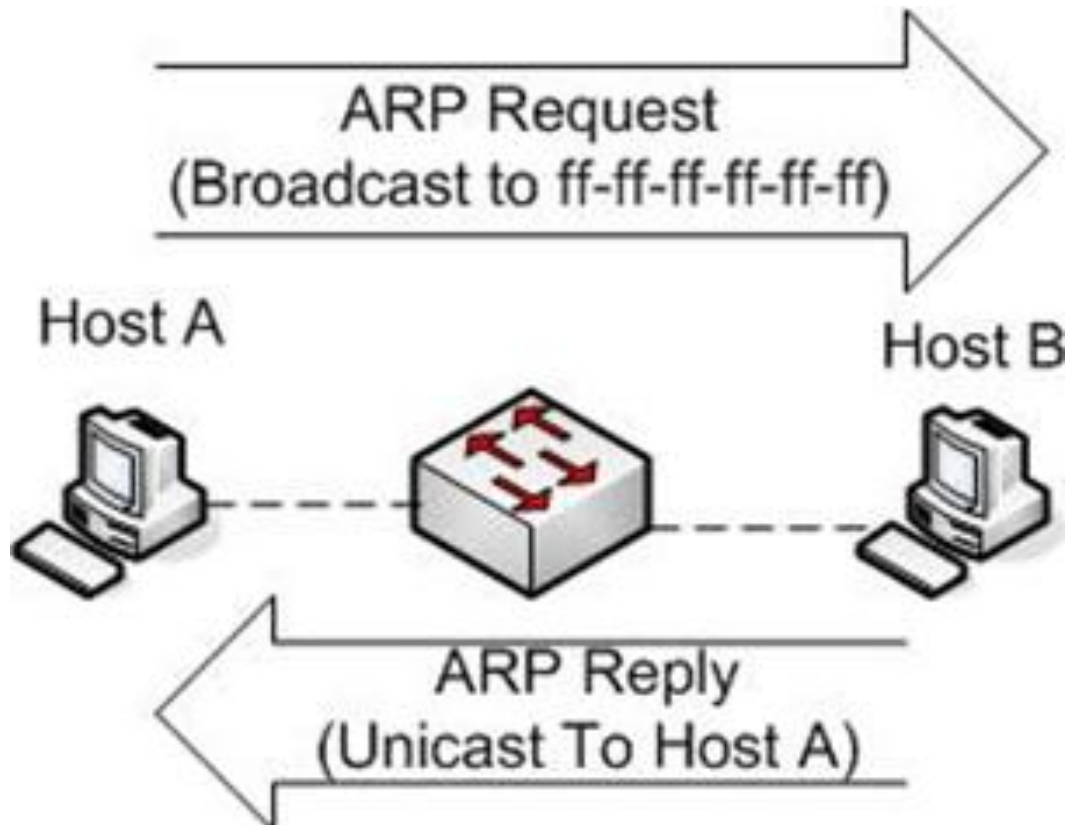 ARP Request
(Broadcast to ff-ff-ff-ff-ff-ff)
Host A
Host B
ARP Reply
(Unicast To Host A)